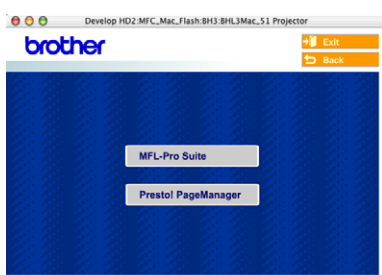 Develop HD2:MFC_Mac_Flash:BH3:BHL3Mac_51 Projector
brother
Exit
Back
MFL-Pro Suite
Presto! PageManager